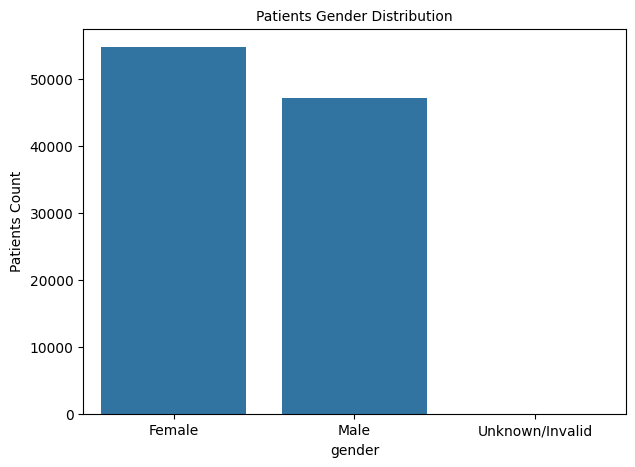 Patients Gender Distribution
Patients Count
50000
40000
30000
20000
10000
0
Female
Male
Unknown/Invalid
gender